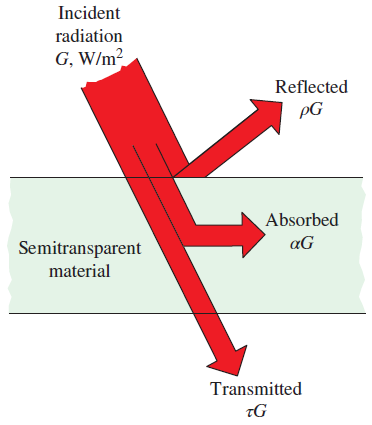 Incident
radiation
G, W/m²
Reflected
ρG
Absorbed
αG
Semitransparent
material
Transmitted
τG